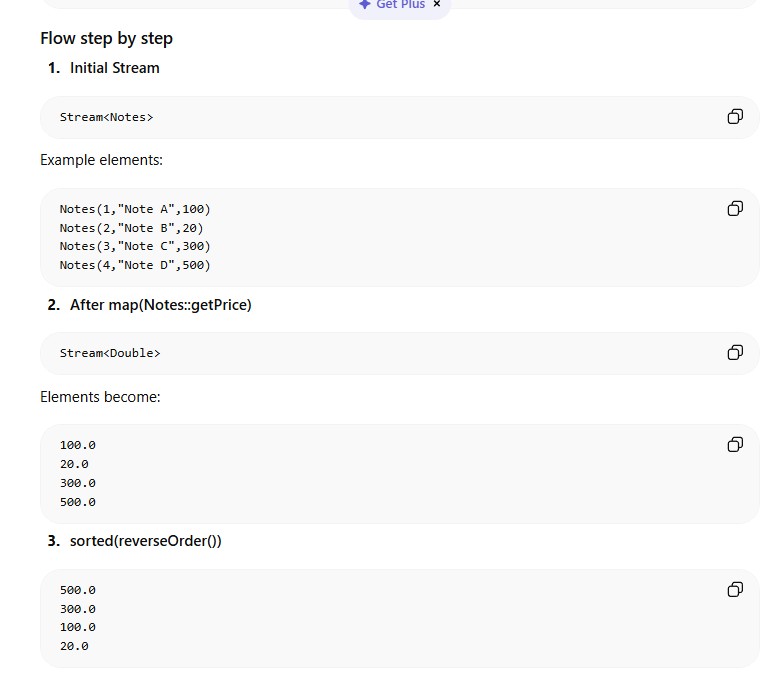 Get Plus ×
Flow step by step
1. Initial Stream
Stream<Notes>
Example elements:
Notes(1,"Note A",100)
Notes(2,"Note B",20)
Notes(3,"Note C",300)
Notes(4,"Note D",500)
2. After map(Notes::getPrice)
Stream<Double>
Elements become:
100.0
20.0
300.0
500.0
3. sorted(reverseOrder())
500.0
300.0
100.0
20.0